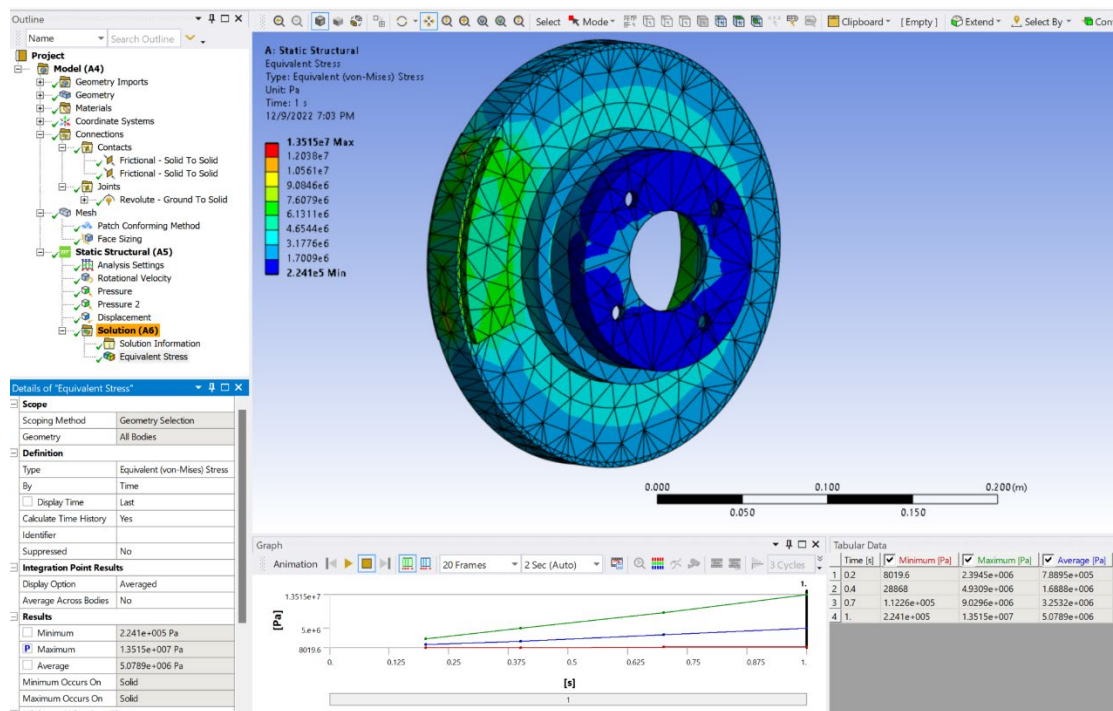 Outline
Name
Search Outline
Project
Model (A4)
Geometry Imports
Geometry
Materials
Coordinate Systems
Connections
Contacts
Frictional - Solid To Solid
Frictional - Solid To Solid
Joints
Revolute - Ground To Solid
Mesh
Patch Conforming Method
Face Sizing
Static Structural (A5)
Analysis Settings
Rotational Velocity
Pressure
Pressure 2
Displacement
Solution (A6)
Solution Information
Equivalent Stress
Details of "Equivalent Stress"
Scope
Scoping Method Geometry Selection
Geometry All Bodies
Definition
Type Equivalent (von-Mises) Stress
By Time
Display Time Last
Calculate Time History Yes
Identifier
Suppressed No
Integration Point Results
Display Option Averaged
Average Across Bodies No
Results
Minimum 2.241e+005 Pa
P Maximum 1.3515e+007 Pa
Average 5.0789e+006 Pa
Minimum Occurs On Solid
Maximum Occurs On Solid
Select Mode Clipboard [Empty] Extend Select By Con
A: Static Structural
Equivalent Stress
Type: Equivalent (von-Mises) Stress
Unit: Pa
Time: 1 s
12/9/2022 7:03 PM
1.3515e7 Max
1.2038e7
1.0561e7
9.0846e6
7.6079e6
6.1311e6
4.6544e6
3.1776e6
1.7009e6
2.241e5 Min
0.000 0.100 0.200 (m)
0.050 0.150
Graph
Animation 20 Frames 2 Sec (Auto) 3 Cycles
1.
1.3515e+7
[Pa]
5.e+6
8019.6
0. 0.125 0.25 0.375 0.5 0.625 0.75 0.875 1.
[s]
1
Tabular Data
Time [s] Minimum [Pa] Maximum [Pa] Average [Pa]
1 0.2 8019.6 2.3945e+006 7.8895e+005
2 0.4 28868 4.9309e+006 1.6888e+006
3 0.7 1.1226e+005 9.0296e+006 3.2532e+006
4 1. 2.241e+005 1.3515e+007 5.0789e+006